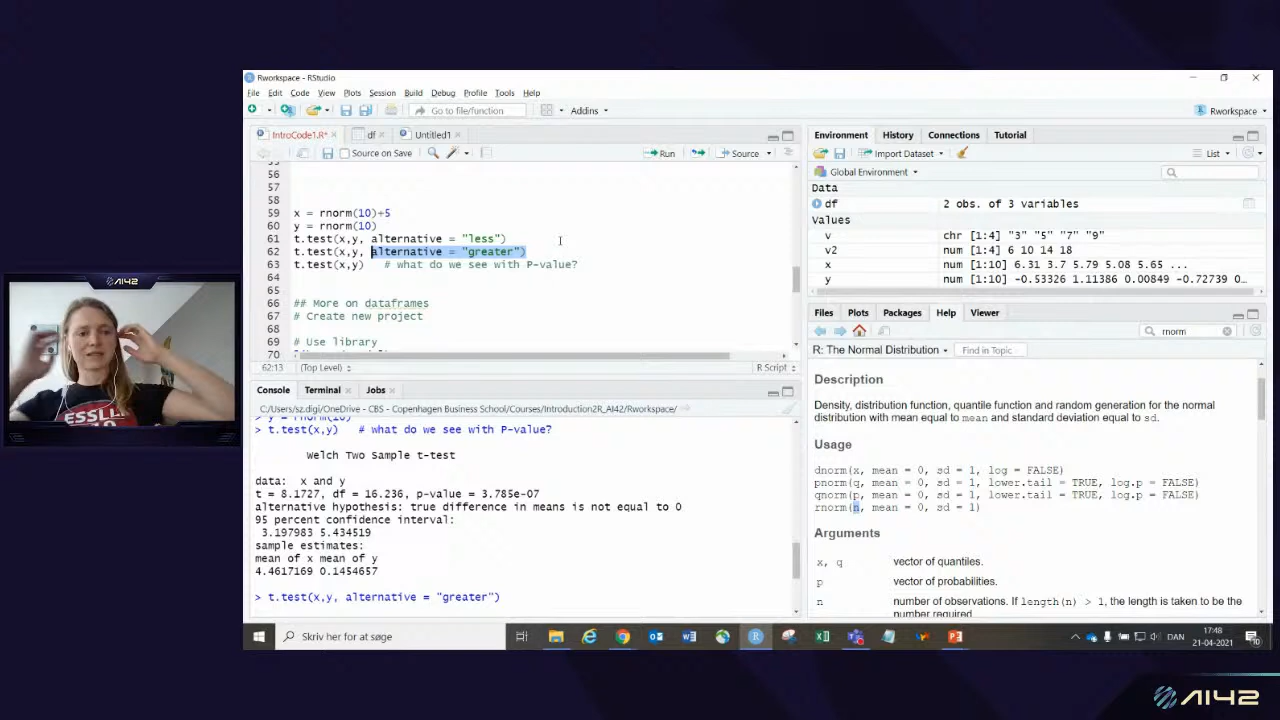 Rworkspace - RStudio
File Edit Code View Plots Session Build Debug Profile Tools Help
Go to file/function Addins Rworkspace
IntroCode1.R* df Untitled1
Source on Save Run Source
55
56
57
58
59 x = rnorm(10)+5
60 y = rnorm(10)
61 t.test(x,y, alternative = "less")
62 t.test(x,y, alternative = "greater")
63 t.test(x,y) # what do we see with P-value?
64
65
66 ## More on dataframes
67 # Create new project
68
69 # Use library
70
62:13 (Top Level) R Script
Console Terminal Jobs
C:/Users/sz.digi/OneDrive - CBS - Copenhagen Business School/Courses/Introduction2R_AI42/Rworkspace/
> y = rnorm(10)
> t.test(x,y) # what do we see with P-value?
Welch Two Sample t-test
data: x and y
t = 8.1727, df = 16.236, p-value = 3.785e-07
alternative hypothesis: true difference in means is not equal to 0
95 percent confidence interval:
3.197983 5.434519
sample estimates:
mean of x mean of y
4.4617169 0.1454657
> t.test(x,y, alternative = "greater")
Environment History Connections Tutorial
Import Dataset List
Global Environment
Data
df 2 obs. of 3 variables
Values
v chr [1:4] "3" "5" "7" "9"
v2 num [1:4] 6 10 14 18
x num [1:10] 6.31 3.7 5.79 5.08 5.65 ...
y num [1:10] -0.53326 1.11386 0.00849 -0.72739 0...
Files Plots Packages Help Viewer
rnorm
R: The Normal Distribution Find in Topic
Description
Density, distribution function, quantile function and random generation for the normal
distribution with mean equal to mean and standard deviation equal to sd.
Usage
dnorm(x, mean = 0, sd = 1, log = FALSE)
pnorm(q, mean = 0, sd = 1, lower.tail = TRUE, log.p = FALSE)
qnorm(p, mean = 0, sd = 1, lower.tail = TRUE, log.p = FALSE)
rnorm(n, mean = 0, sd = 1)
Arguments
x, q vector of quantiles.
p vector of probabilities.
n number of observations. If length(n) > 1, the length is taken to be the
number required.
Skriv her for at søge
DAN
17:48
21-04-2021
AI42
AI42